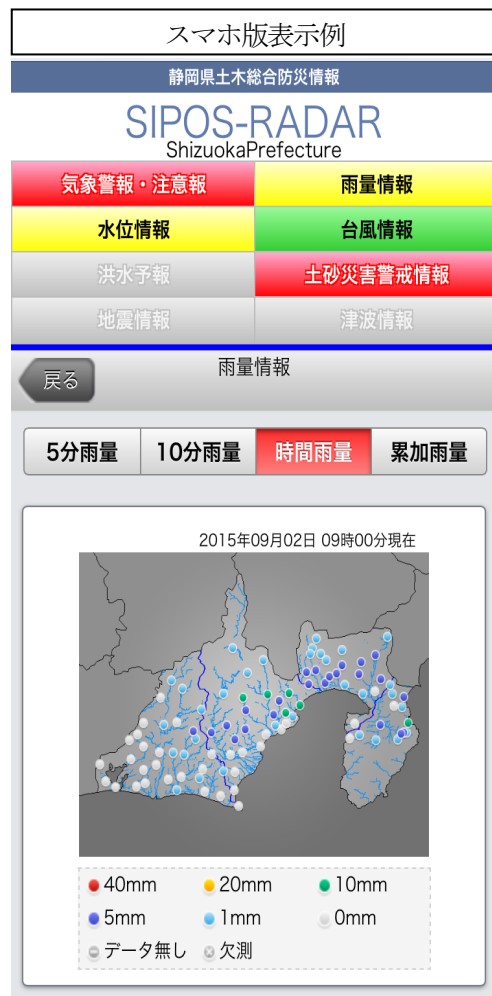 スマホ版表示例
静岡県土木総合防災情報
SIPOS-RADAR
ShizuokaPrefecture
気象警報・注意報 雨量情報
水位情報 台風情報
洪水予報 土砂災害警戒情報
地震情報 津波情報
戻る 雨量情報
5分雨量 10分雨量 時間雨量 累加雨量
2015年09月02日 09時00分現在
40mm 20mm 10mm
5mm 1mm 0mm
データ無し 欠測